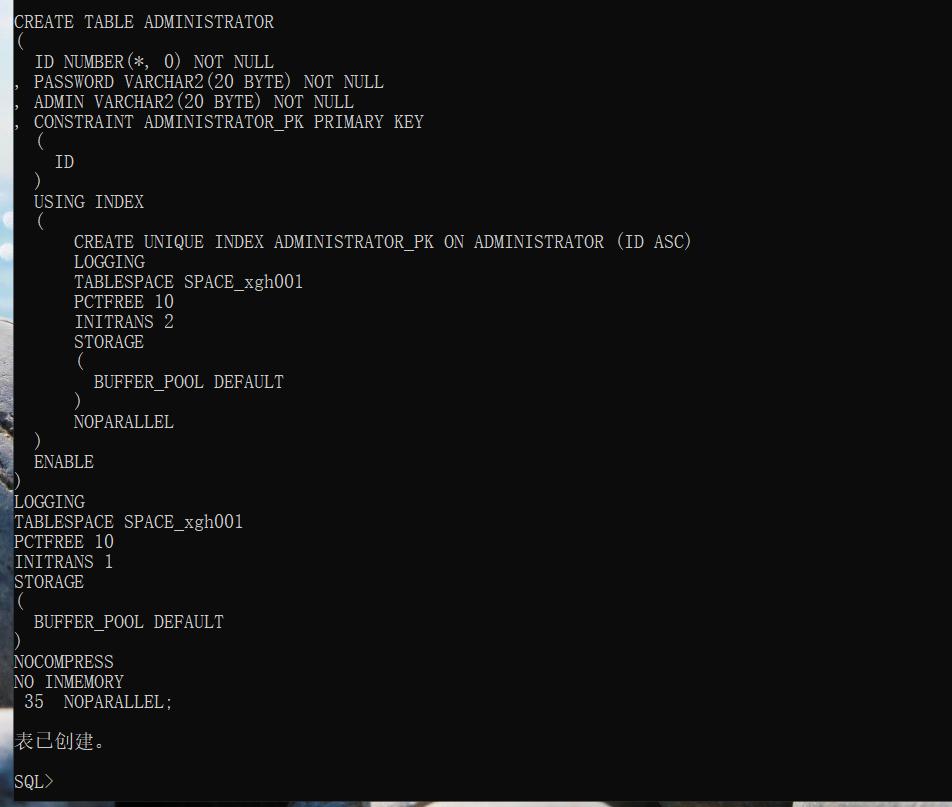 CREATE TABLE ADMINISTRATOR
(
  ID NUMBER(*, 0) NOT NULL
, PASSWORD VARCHAR2(20 BYTE) NOT NULL
, ADMIN VARCHAR2(20 BYTE) NOT NULL
, CONSTRAINT ADMINISTRATOR_PK PRIMARY KEY
  (
    ID
  )
  USING INDEX
  (
      CREATE UNIQUE INDEX ADMINISTRATOR_PK ON ADMINISTRATOR (ID ASC)
      LOGGING
      TABLESPACE SPACE_xgh001
      PCTFREE 10
      INITRANS 2
      STORAGE
      (
        BUFFER_POOL DEFAULT
      )
      NOPARALLEL
  )
  ENABLE
)
LOGGING
TABLESPACE SPACE_xgh001
PCTFREE 10
INITRANS 1
STORAGE
(
  BUFFER_POOL DEFAULT
)
NOCOMPRESS
NO INMEMORY
 35  NOPARALLEL;
表已创建。
SQL>